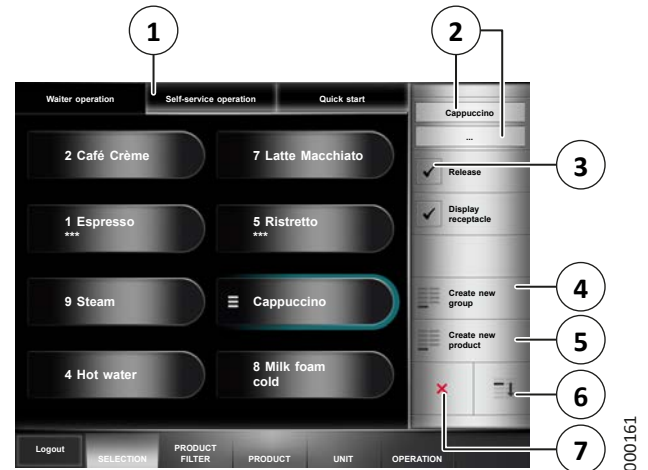 1
2
Waiter operation
Self-service operation
Quick start
Cappuccino
...
2 Café Crème
7 Latte Macchiato
3
Release
1 Espresso
***
5 Ristretto
***
Display
receptacle
9 Steam
Cappuccino
Create new
group
4
Create new
product
5
4 Hot water
8 Milk foam
cold
6
7
Logout
SELECTION
PRODUCT
FILTER
PRODUCT
UNIT
OPERATION
000161